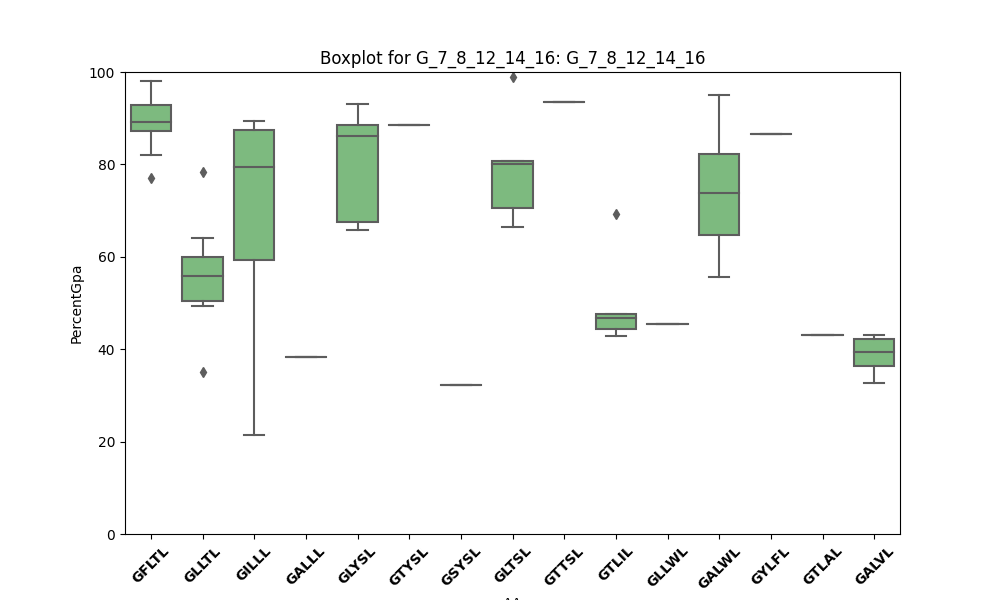 Boxplot for G_7_8_12_14_16: G_7_8_12_14_16
100
80
60
40
20
0
PercentGpa
GFLTL
GLLTL
GILLL
GALLL
GLYSL
GTYSL
GSYSL
GLTSL
GTTSL
GTLIL
GLLWL
GALWL
GYLFL
GTLAL
GALVL